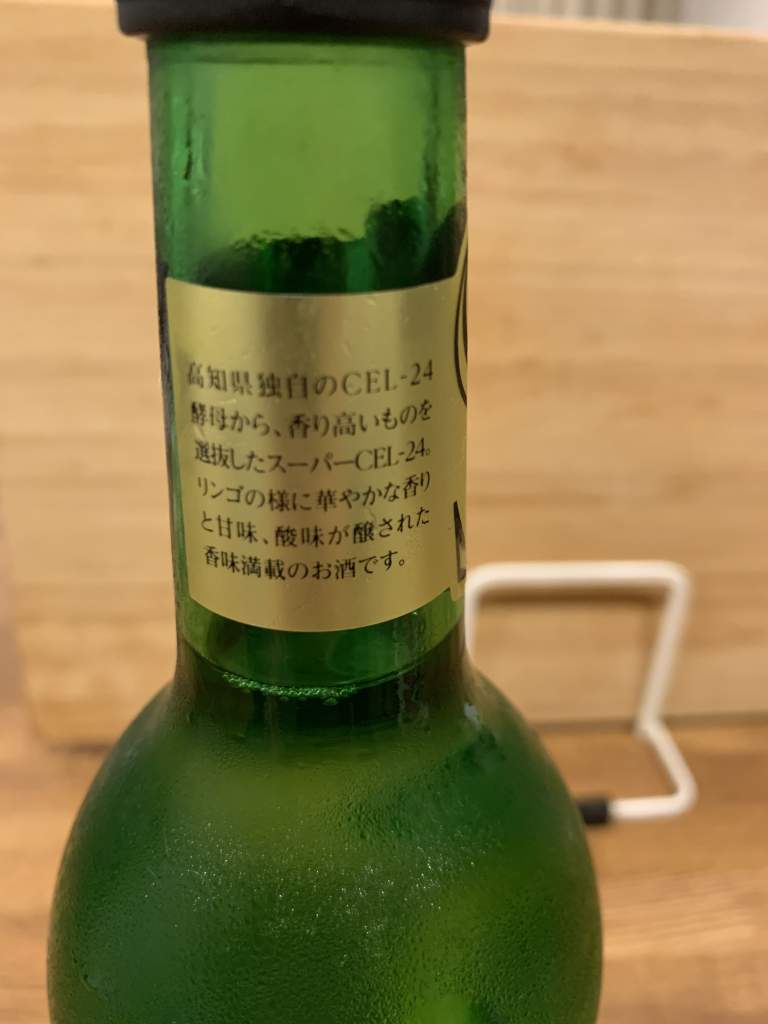 高知県独自のCEL-24
酵母から、香り高いものを
選抜したスーパーCEL-24。
リンゴの様に華やかな香り
と甘味、酸味が醸された
香味満載のお酒です。